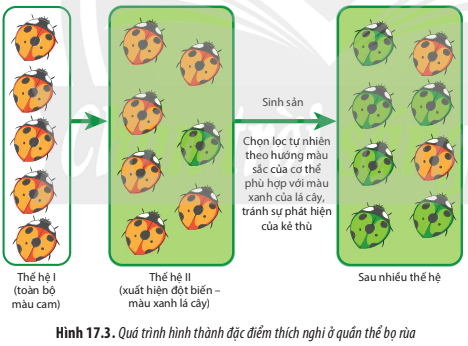 Sinh sản
Chọn lọc tự nhiên
theo hướng màu
sắc của cơ thể
phù hợp với màu
xanh của lá cây,
tránh sự phát hiện
của kẻ thù
Thế hệ I
(toàn bộ
màu cam)
Thế hệ II
(xuất hiện đột biến –
màu xanh lá cây)
Sau nhiều thế hệ
Hình 17.3. Quá trình hình thành đặc điểm thích nghi ở quần thể bọ rùa